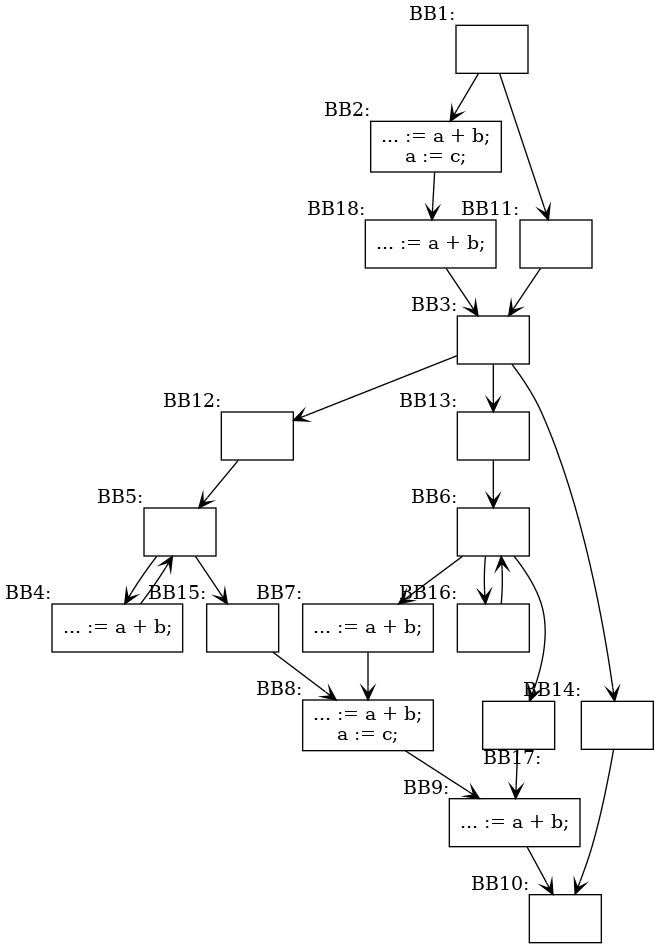 BB1:
BB2:
... := a + b;
a := c;
BB18:
... := a + b;
BB11:
BB3:
BB12:
BB13:
BB5:
BB6:
BB4:
... := a + b;
BB15:
BB7:
... := a + b;
BB16:
BB8:
... := a + b;
a := c;
BB14:
BB17:
BB9:
... := a + b;
BB10: